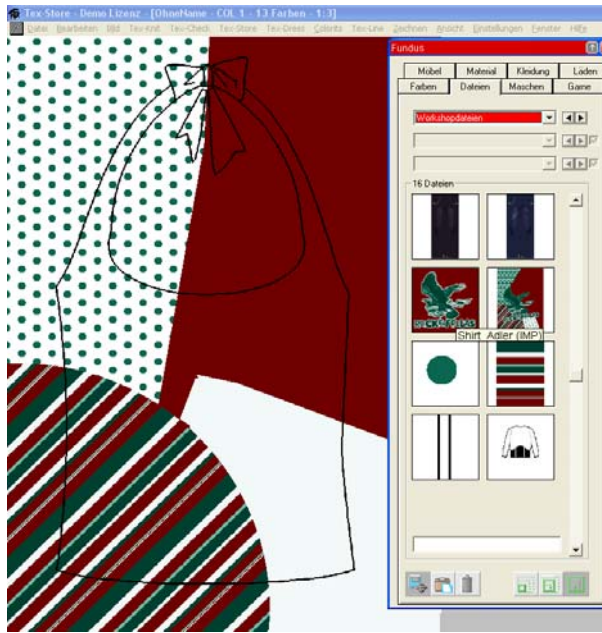 Tex-Store - Demo Lizenz - [OhneName - COL 1 - 13 Farben - 1:3]
Datei Bearbeiten Bild Tex-Knit Tex-Check Tex-Store Tex-Dress Colorits Tex-Line Zeichnen Ansicht Einstellungen Fenster Hilfe
Fundus
Möbel Material Kleidung Läden
Farben Dateien Maschen Garne
Workshopdateien
16 Dateien
Shirt_Adler (IMP)